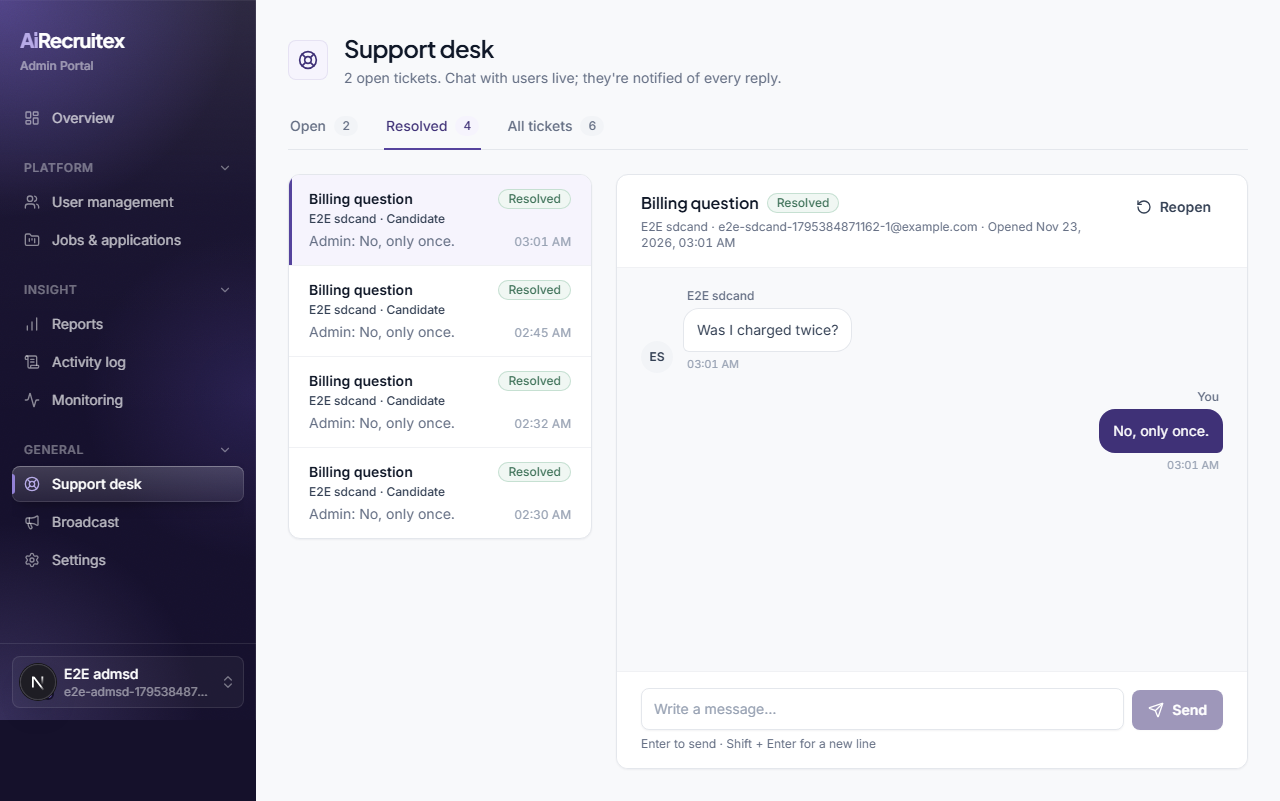 AiRecruitex
Admin Portal
Overview
PLATFORM
User management
Jobs & applications
INSIGHT
Reports
Activity log
Monitoring
GENERAL
Support desk
Broadcast
Settings
N
E2E admsd
e2e-admsd-179538487...
Support desk
2 open tickets. Chat with users live; they're notified of every reply.
Open 2
Resolved 4
All tickets 6
Billing question Resolved
E2E sdcand · Candidate
Admin: No, only once. 03:01 AM
Billing question Resolved
E2E sdcand · Candidate
Admin: No, only once. 02:45 AM
Billing question Resolved
E2E sdcand · Candidate
Admin: No, only once. 02:32 AM
Billing question Resolved
E2E sdcand · Candidate
Admin: No, only once. 02:30 AM
Billing question Resolved
Reopen
E2E sdcand · e2e-sdcand-1795384871162-1@example.com · Opened Nov 23,
2026, 03:01 AM
E2E sdcand
Was I charged twice?
ES
03:01 AM
You
No, only once.
03:01 AM
Write a message...
Send
Enter to send · Shift + Enter for a new line